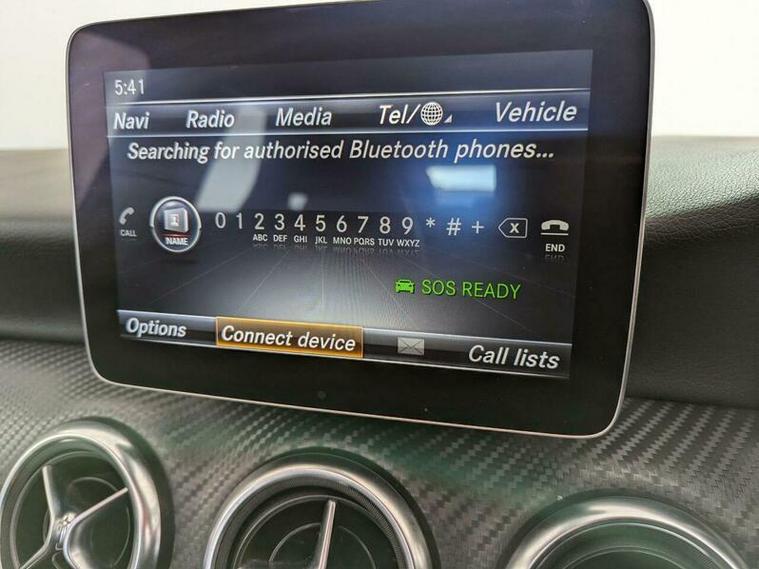 5:41
Navi Radio Media Tel/ Vehicle
Searching for authorised Bluetooth phones...
CALL NAME 0 1 2 3 4 5 6 7 8 9 * # + X END
ABC DEF GHI JKL MNO PQRS TUV WXYZ
SOS READY
Options Connect device Call lists